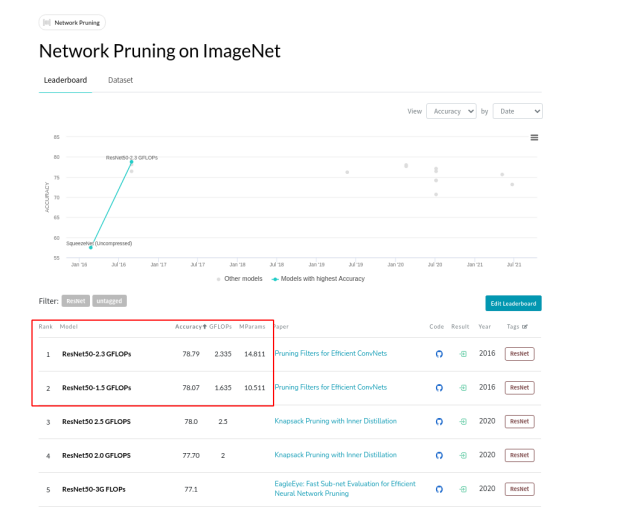 Network Pruning
Network Pruning on ImageNet
Leaderboard Dataset
View Accuracy by Date
85
80
75
70
65
60
55
ACCURACY
ResNet50-2.3 GFLOPs
SqueezeNet (Uncompressed)
Jan '16 Jul '16 Jan '17 Jul '17 Jan '18 Jul '18 Jan '19 Jul '19 Jan '20 Jul '20 Jan '21 Jul '21
Other models Models with highest Accuracy
Filter: ResNet untagged
Edit Leaderboard
Rank Model Accuracy GFLOPs MParams Paper Code Result Year Tags
1 ResNet50-2.3 GFLOPs 78.79 2.335 14.811 Pruning Filters for Efficient ConvNets 2016 ResNet
2 ResNet50-1.5 GFLOPs 78.07 1.635 10.511 Pruning Filters for Efficient ConvNets 2016 ResNet
3 ResNet50 2.5 GFLOPS 78.0 2.5 Knapsack Pruning with Inner Distillation 2020 ResNet
4 ResNet50 2.0 GFLOPS 77.70 2 Knapsack Pruning with Inner Distillation 2020 ResNet
5 ResNet50-3G FLOPs 77.1 EagleEye: Fast Sub-net Evaluation for Efficient
Neural Network Pruning 2020 ResNet